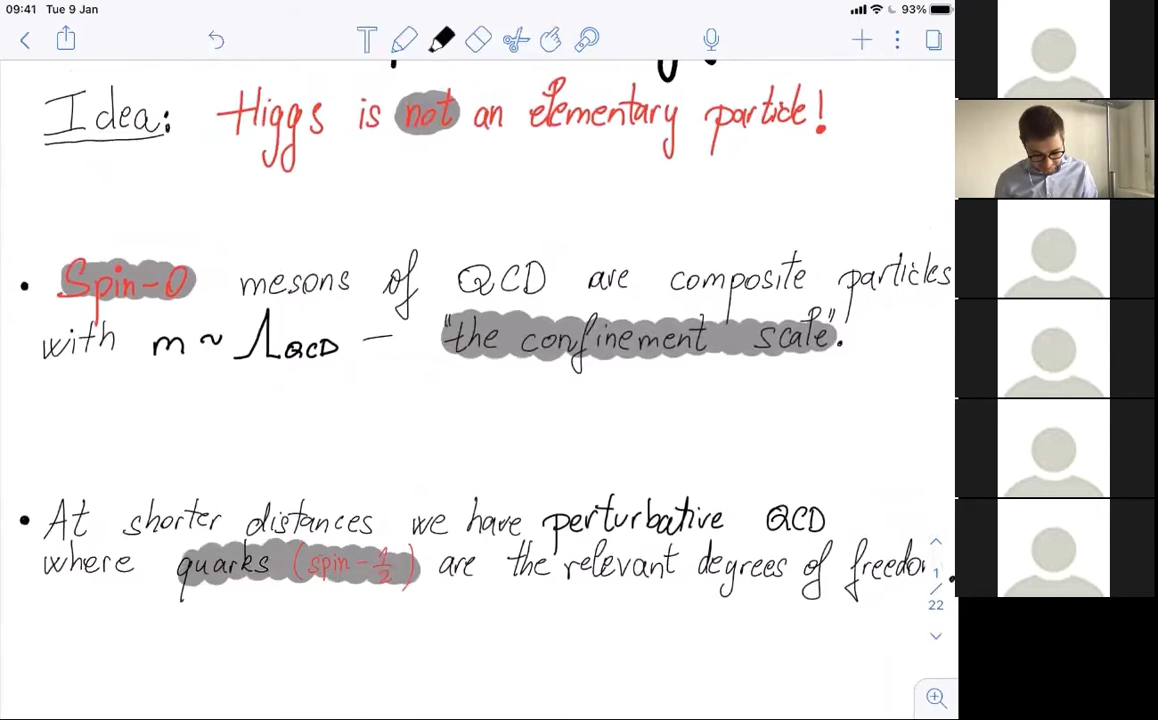 09:41 Tue 9 Jan
93%
Idea: Higgs is not an elementary particle!
• Spin-0 mesons of QCD are composite particles
with m ~ ΛQCD — "the confinement scale".
• At shorter distances we have perturbative QCD
where quarks (spin-1/2) are the relevant degrees of freedo
1
/
22